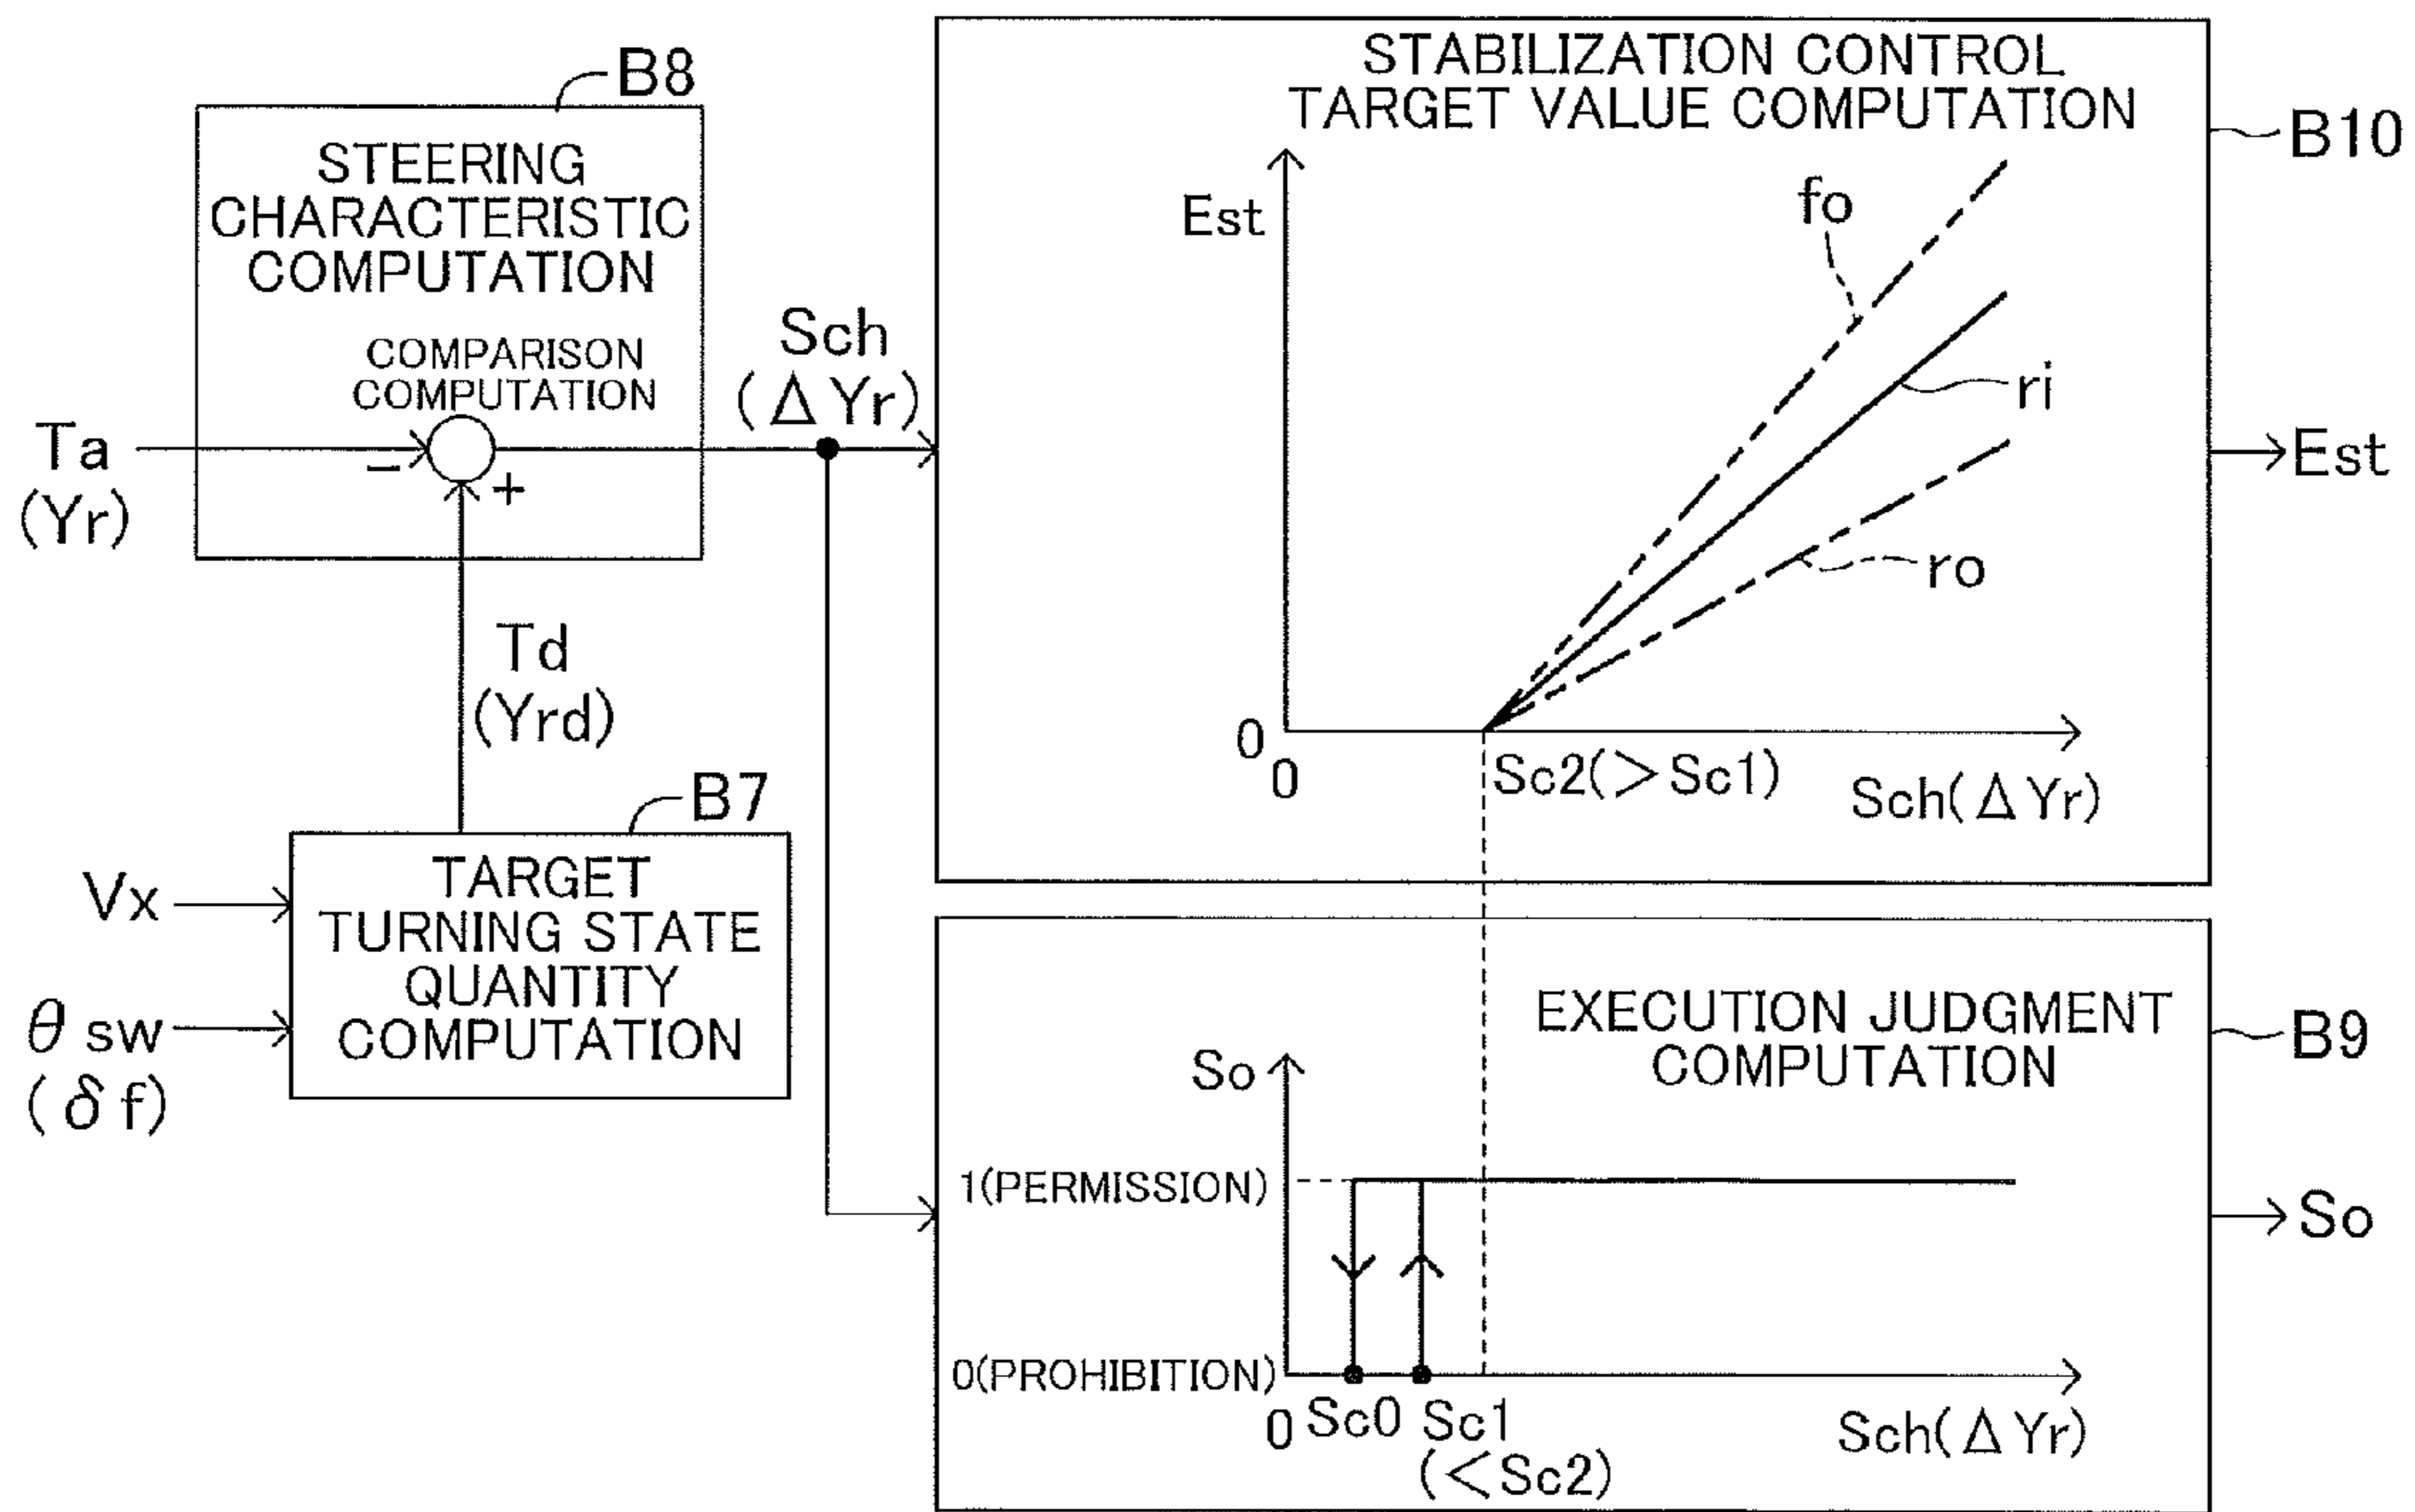 B8
STEERING
CHARACTERISTIC
COMPUTATION
COMPARISON
COMPUTATION
Ta
(Yr)
−
+
Sch
(ΔYr)
Td
(Yrd)
B7
TARGET
TURNING STATE
QUANTITY
COMPUTATION
Vx
θsw
(δf)
STABILIZATION CONTROL
TARGET VALUE COMPUTATION
B10
Est
fo
ri
ro
0
0
Sc2(>Sc1)
Sch(ΔYr)
Est
EXECUTION JUDGMENT
COMPUTATION
B9
So
1(PERMISSION)
0(PROHIBITION)
0
Sc0
Sc1
(<Sc2)
Sch(ΔYr)
So